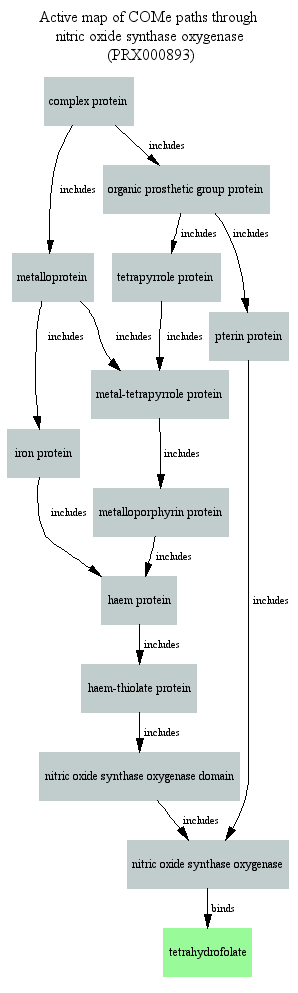 Active map of COMe paths through
nitric oxide synthase oxygenase
(PRX000893)
complex protein
includes
organic prosthetic group protein
includes
includes
includes
metalloprotein
tetrapyrrole protein
pterin protein
includes
includes
includes
metal-tetrapyrrole protein
iron protein
includes
metalloporphyrin protein
includes
includes
haem protein
includes
includes
haem-thiolate protein
includes
nitric oxide synthase oxygenase domain
includes
nitric oxide synthase oxygenase
binds
tetrahydrofolate